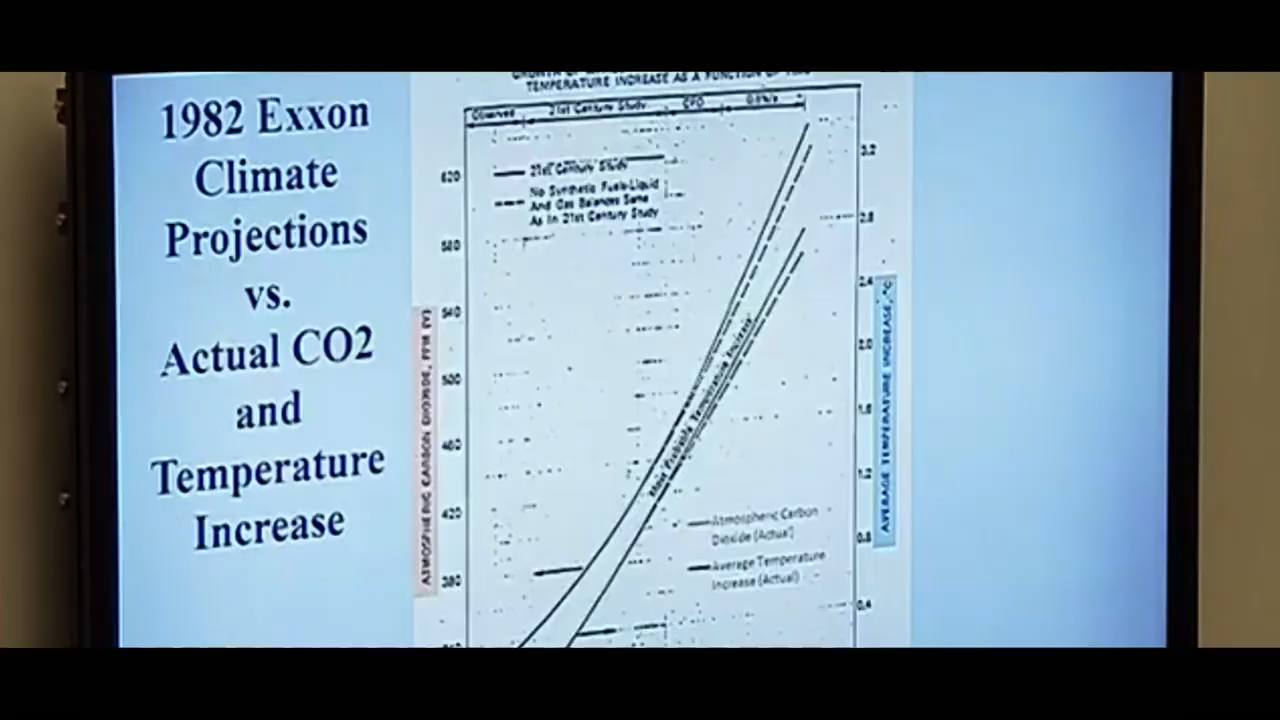 1982 Exxon
Climate
Projections
vs.
Actual CO2
and
Temperature
Increase
TEMPERATURE INCREASE AS A FUNCTION OF
Observed
21st Century Study
CPD
21st Century Study
No Synthetic Fuels-Liquid
And Gas Balances Same
As in 21st Century Study
620
580
540
500
460
420
380
3.2
2.8
2.4
2.0
1.6
1.2
0.8
0.4
ATMOSPHERIC CARBON DIOXIDE, PPM (V)
AVERAGE TEMPERATURE INCREASE, °C
Most Probable Temperature Increase
Atmospheric Carbon
Dioxide (Actual)
Average Temperature
Increase (Actual)